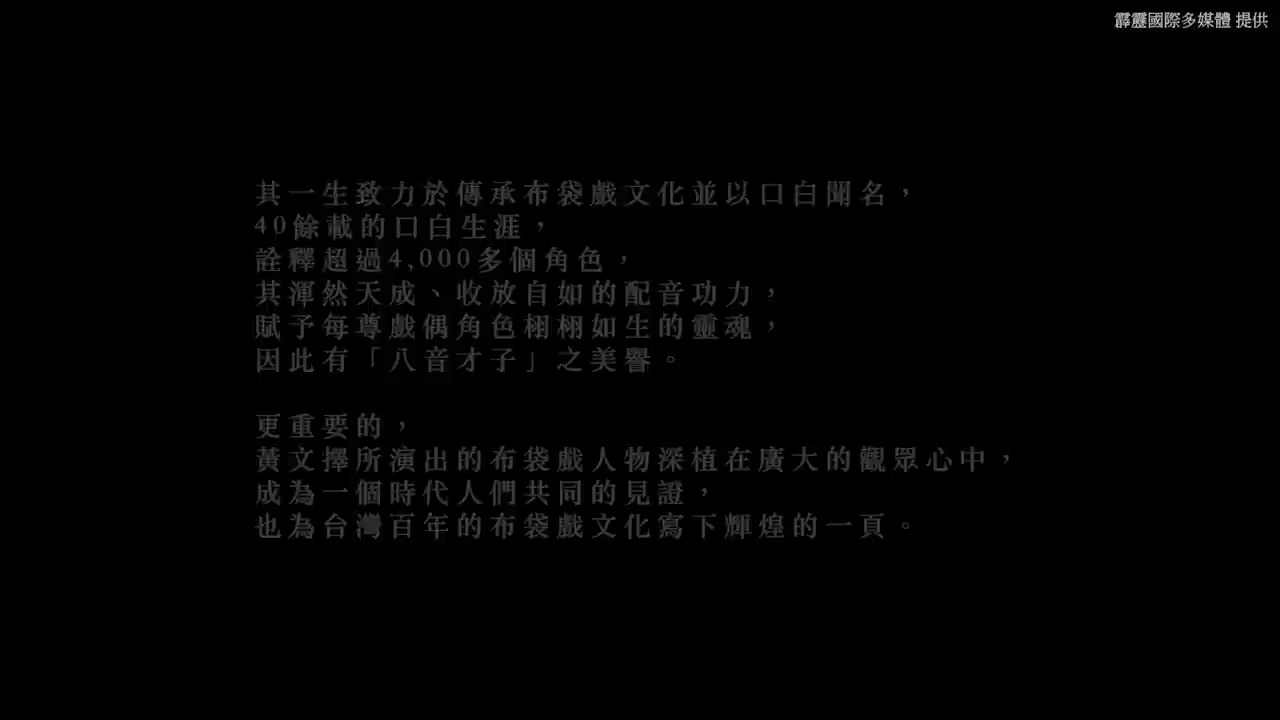 霹靂國際多媒體 提供
其一生致力於傳承布袋戲文化並以口白聞名，
40餘載的口白生涯，
詮釋超過4,000多個角色，
其渾然天成、收放自如的配音功力，
賦予每尊戲偶角色栩栩如生的靈魂，
因此有「八音才子」之美譽。
更重要的，
黃文擇所演出的布袋戲人物深植在廣大的觀眾心中，
成為一個時代人們共同的見證，
也為台灣百年的布袋戲文化寫下輝煌的一頁。